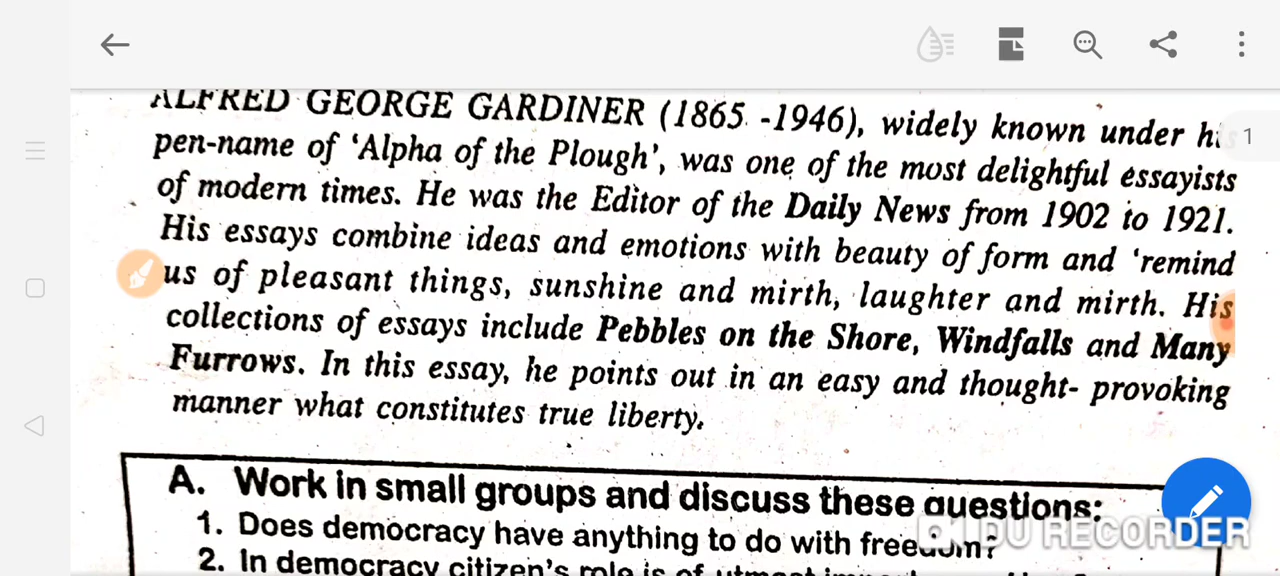 1
ALFRED GEORGE GARDINER (1865 -1946), widely known under his
pen-name of 'Alpha of the Plough', was one of the most delightful essayists
of modern times. He was the Editor of the Daily News from 1902 to 1921.
His essays combine ideas and emotions with beauty of form and 'remind
us of pleasant things, sunshine and mirth, laughter and mirth. His
collections of essays include Pebbles on the Shore, Windfalls and Many
Furrows. In this essay, he points out in an easy and thought- provoking
manner what constitutes true liberty.
A. Work in small groups and discuss these questions:
1. Does democracy have anything to do with freedom?
DU RECORDER
2. In democracy citizen's role is of utmost